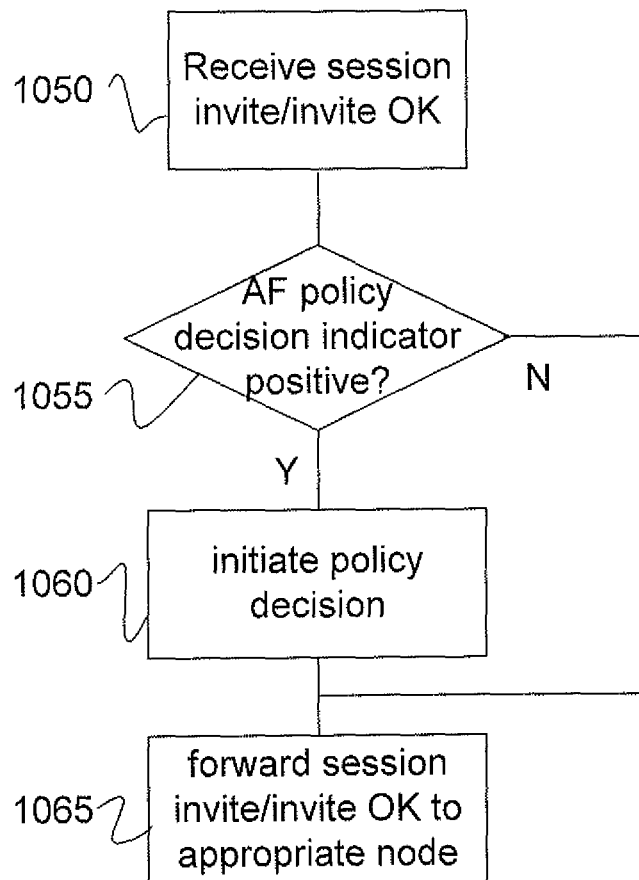 Receive session
invite/invite OK
1050
AF policy
decision indicator
positive?
1055
N
Y
initiate policy
decision
1060
forward session
invite/invite OK to
appropriate node
1065